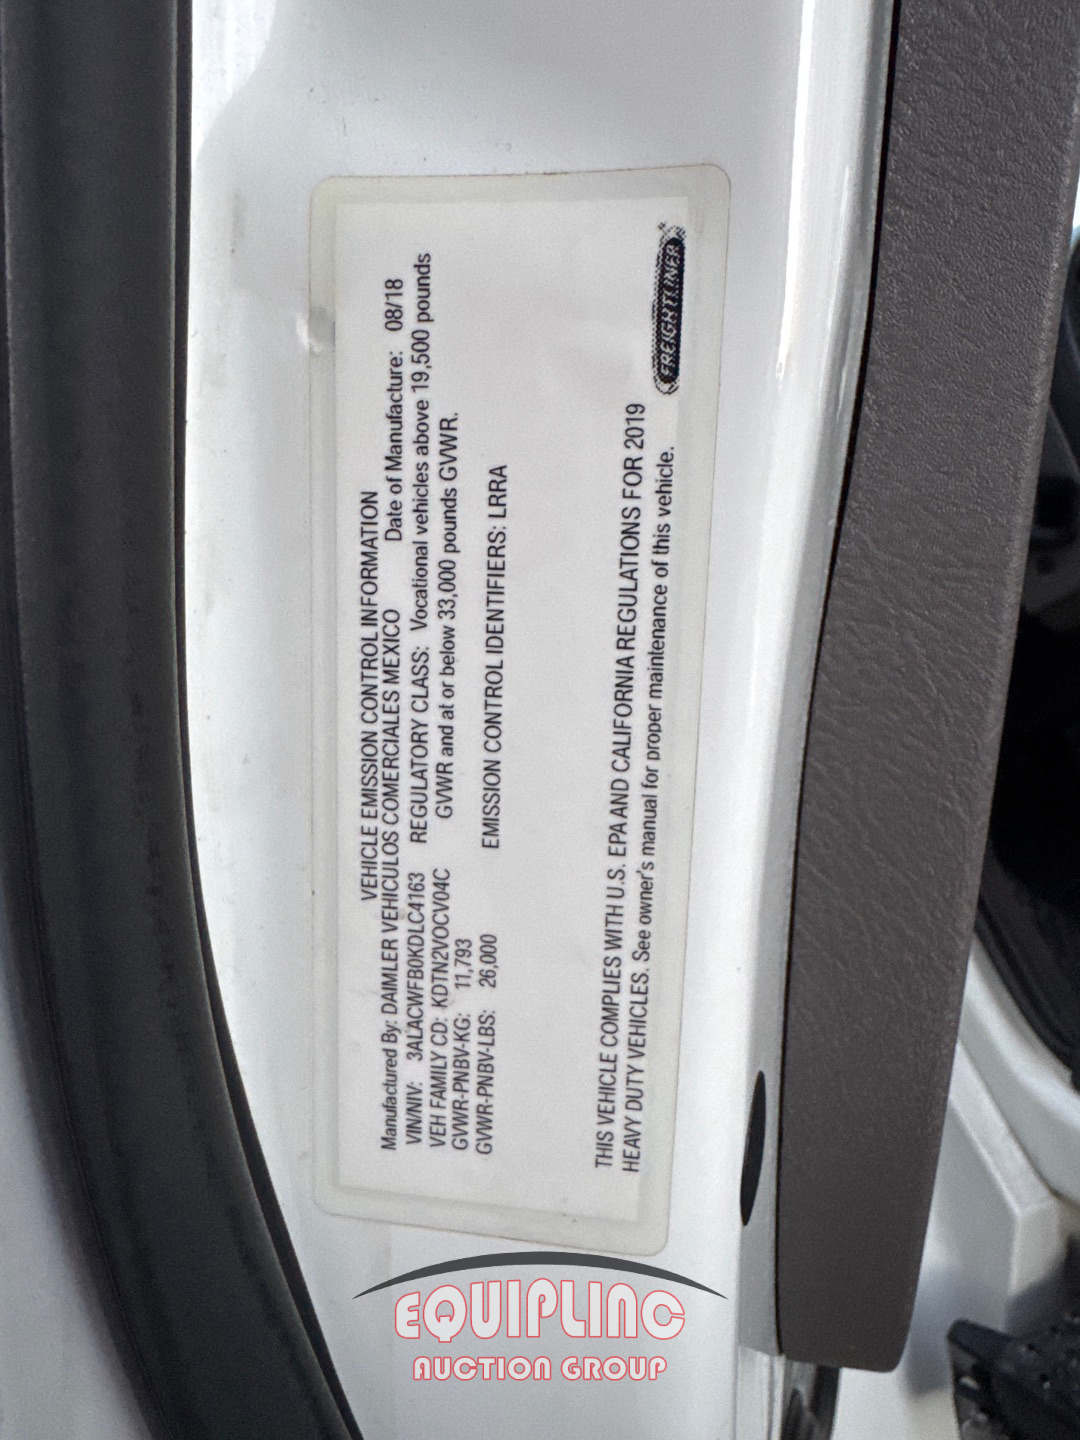 VEHICLE EMISSION CONTROL INFORMATION
Manufactured By: DAIMLER VEHICULOS COMERCIALES MEXICO Date of Manufacture: 08/18
VIN/NIV: 3ALACWFB0KDLC4163 REGULATORY CLASS: Vocational vehicles above 19,500 pounds
VEH FAMILY CD: KDTN2VOCV04C GVWR and at or below 33,000 pounds GVWR.
GVWR-PNBV-KG: 11,793
GVWR-PNBV-LBS: 26,000 EMISSION CONTROL IDENTIFIERS: LRRA
THIS VEHICLE COMPLIES WITH U.S. EPA AND CALIFORNIA REGULATIONS FOR 2019
HEAVY DUTY VEHICLES. See owner's manual for proper maintenance of this vehicle.
FREIGHTLINER
EQUIPLINC
AUCTION GROUP